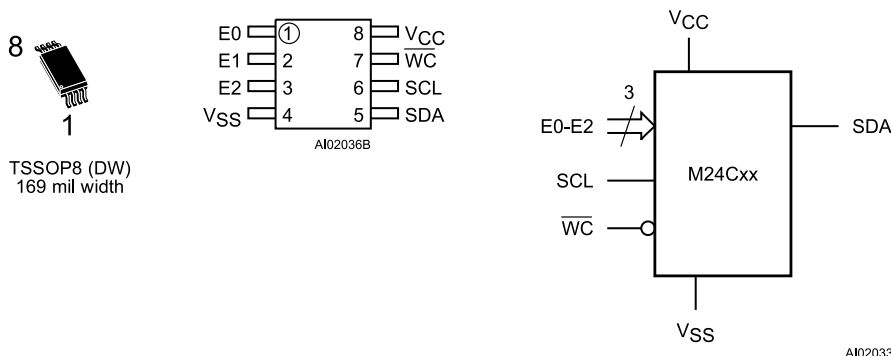 8
1
TSSOP8 (DW)
169 mil width
E0 1 8 VCC
E1 2 7 WC
E2 3 6 SCL
VSS 4 5 SDA
AI02036B
VCC
3
E0-E2
SDA
SCL
M24Cxx
WC
VSS
AI02033